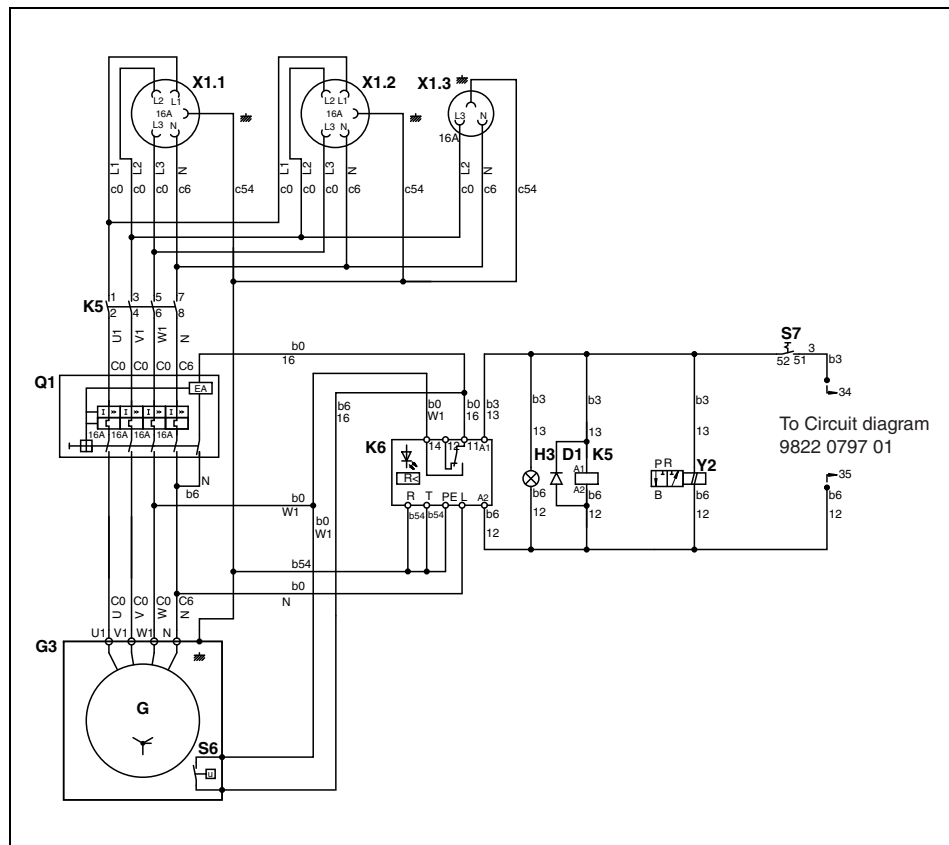 X1.1
X1.2
X1.3
L2 L1
16A
L3 N
L2 L1
16A
L3 N
L3 N
16A
L1 L2 L3 N
c0 c0 c0 c6 c54
L1 L2 L3 N
c0 c0 c0 c6 c54
L2 N
c0 c6 c54
K5
1 3 5 7
2 4 6 8
U1 V1 W1 N
C0 C0 C0 C6
b0
16
Q1
EA
I » I » I » I »
16A 16A 16A 16A
N
b6
b0
W1
b0
W1
b6
16
b0
W1
b0
16
b3
13
K6
14 12 11 A1
R<
R T PE L A2
b54 b54
b6
12
b54
b0
N
b3
13
H3
b6
12
D1
b3
13
K5
A1
A2
b6
12
b3
13
P R
B
Y2
b6
12
S7
52 51
3
b3
34
To Circuit diagram
9822 0797 01
35
b6
12
C0 C0 C0 C6
U V W N
U1 V1 W1 N
G3
G
S6
u